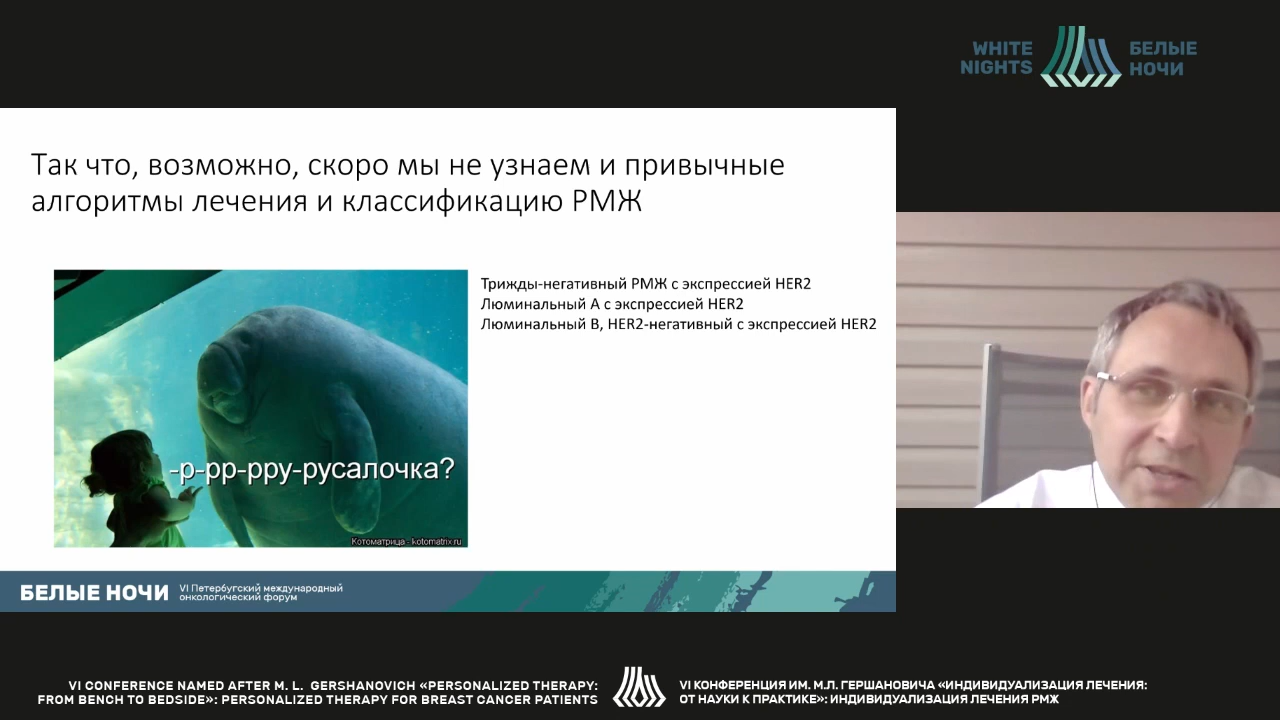 WHITE
NIGHTS
БЕЛЫЕ
НОЧИ
Так что, возможно, скоро мы не узнаем и привычные
алгоритмы лечения и классификацию РМЖ
Трижды-негативный РМЖ с экспрессией HER2
Люминальный А с экспрессией HER2
Люминальный В, HER2-негативный с экспрессией HER2
-р-рр-рру-русалочка?
Котоматрица - kotomatrix.ru
БЕЛЫЕ НОЧИ
VI Петербугский международный
онкологический форум
VI CONFERENCE NAMED AFTER M. L. GERSHANOVICH «PERSONALIZED THERAPY:
FROM BENCH TO BEDSIDE»: PERSONALIZED THERAPY FOR BREAST CANCER PATIENTS
VI КОНФЕРЕНЦИЯ ИМ. М.Л. ГЕРШАНОВИЧА «ИНДИВИДУАЛИЗАЦИЯ ЛЕЧЕНИЯ:
ОТ НАУКИ К ПРАКТИКЕ»: ИНДИВИДУАЛИЗАЦИЯ ЛЕЧЕНИЯ РМЖ